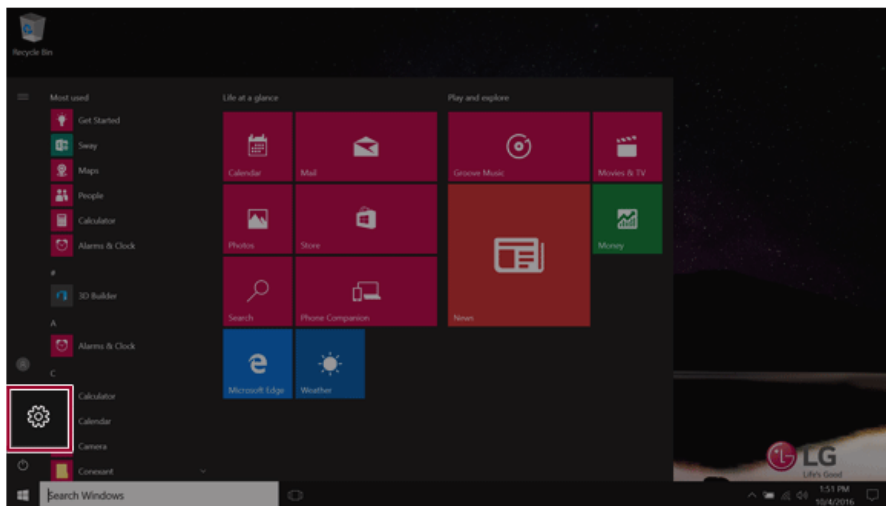 Recycle Bin
Most used
Get Started
Sway
Maps
People
Calculator
Alarms & Clock
#
3D Builder
A
Alarms & Clock
C
Calculator
Calendar
Camera
Conexant
Life at a glance
Calendar
Mail
Photos
Store
Search
Phone Companion
Microsoft Edge
Weather
Play and explore
Groove Music
Movies & TV
News
Money
LG
Life's Good
Search Windows
1:51 PM
10/4/2016